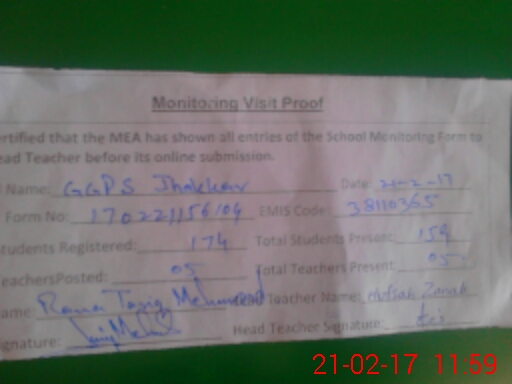 Monitoring Visit Proof
ertified that the MEA has shown all entries of the School Monitoring Form to
ead Teacher before its online submission.
Name: GGPS Jhakkar Date: 21-2-17
Form No: 170221156104 EMIS Code: 38110365
tudents Registered: 174 Total Students Present: 159
eachersPosted: 05 Total Teachers Present: 05
ame: Rana Tariq Mehmood Teacher Name: Hafsah Zonah
gnature: Head Teacher Signature:
21-02-17 11:59